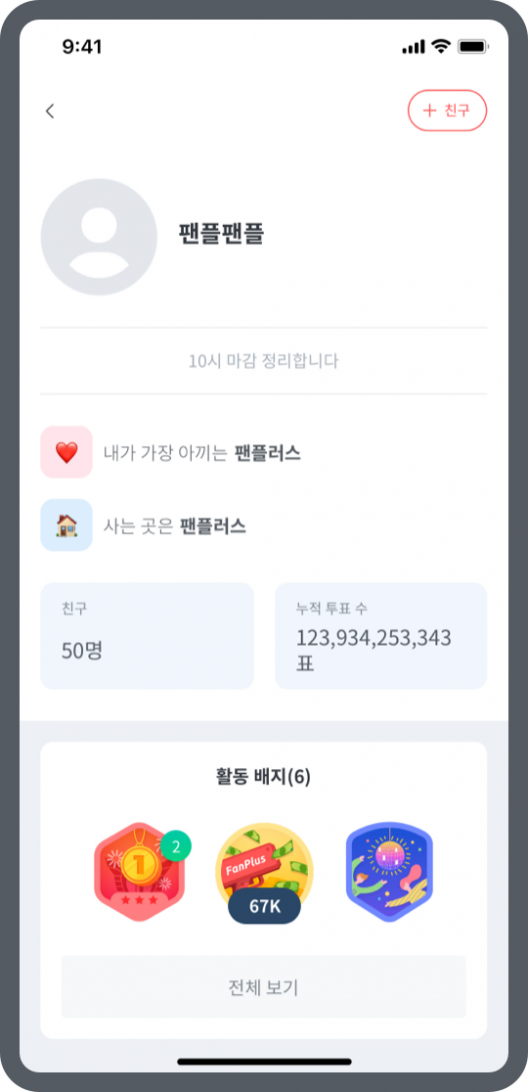 9:41
+ 친구
팬플팬플
10시 마감 정리합니다
내가 가장 아끼는 팬플러스
사는 곳은 팬플러스
친구
50명
누적 투표 수
123,934,253,343
표
활동 배지(6)
1
2
FanPlus
67K
전체 보기